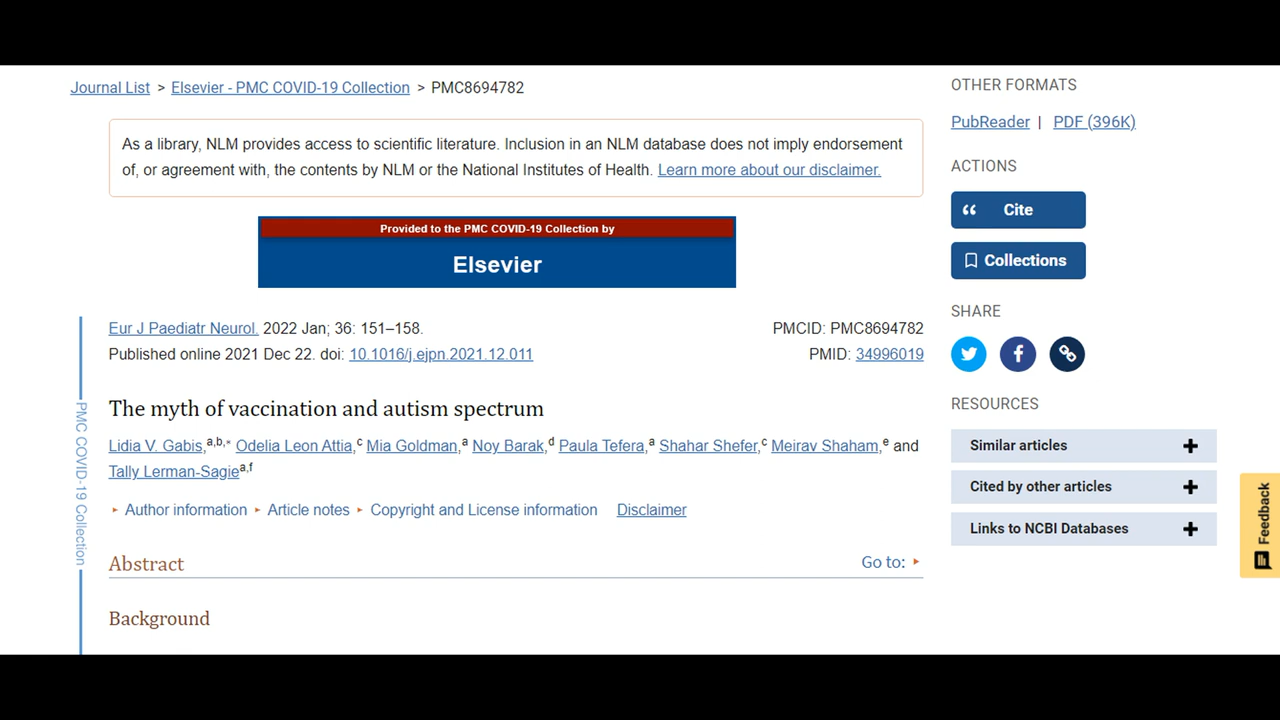 Journal List > Elsevier - PMC COVID-19 Collection > PMC8694782
As a library, NLM provides access to scientific literature. Inclusion in an NLM database does not imply endorsement
of, or agreement with, the contents by NLM or the National Institutes of Health. Learn more about our disclaimer.
Provided to the PMC COVID-19 Collection by
Elsevier
Eur J Paediatr Neurol. 2022 Jan; 36: 151–158.
PMCID: PMC8694782
Published online 2021 Dec 22. doi: 10.1016/j.ejpn.2021.12.011
PMID: 34996019
The myth of vaccination and autism spectrum
Lidia V. Gabis,a,b,* Odelia Leon Attia,c Mia Goldman,a Noy Barak,d Paula Tefera,a Shahar Shefer,c Meirav Shaham,e and
Tally Lerman-Sagiea,f
▸ Author information ▸ Article notes ▸ Copyright and License information Disclaimer
Abstract
Go to: ▸
Background
PMC COVID-19 Collection
OTHER FORMATS
PubReader | PDF (396K)
ACTIONS
Cite
Collections
SHARE
RESOURCES
Similar articles +
Cited by other articles +
Links to NCBI Databases +
Feedback